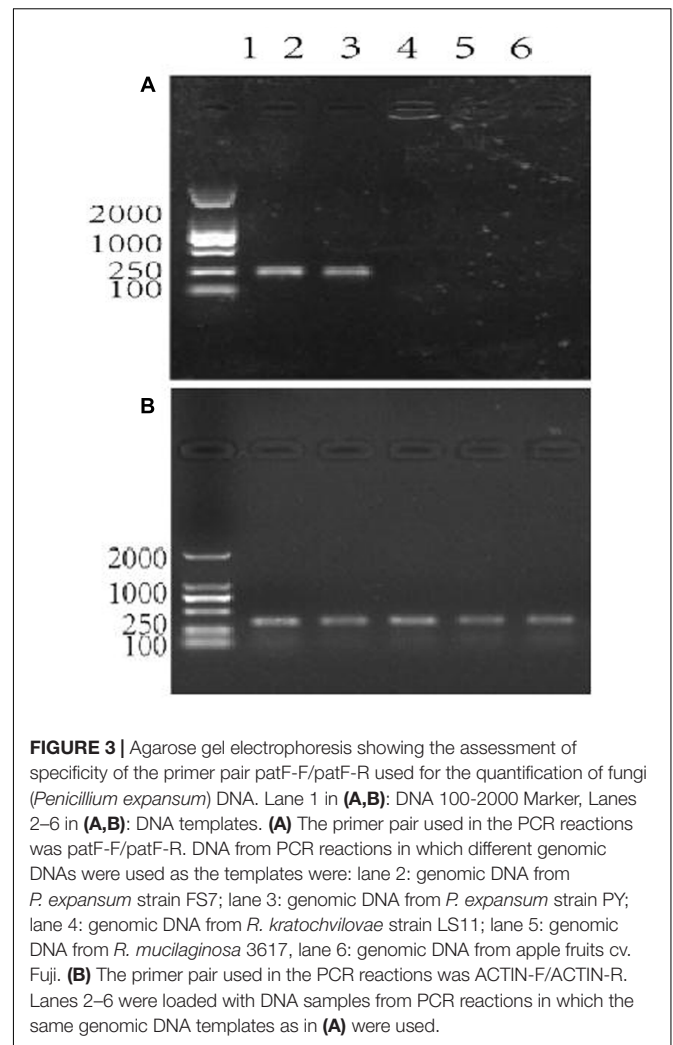 1 2 3 4 5 6
A
2000
1000
250
100
B
2000
1000
250
100
FIGURE 3 | Agarose gel electrophoresis showing the assessment of
specificity of the primer pair patF-F/patF-R used for the quantification of fungi
(Penicillium expansum) DNA. Lane 1 in (A,B): DNA 100-2000 Marker, Lanes
2–6 in (A,B): DNA templates. (A) The primer pair used in the PCR reactions
was patF-F/patF-R. DNA from PCR reactions in which different genomic
DNAs were used as the templates were: lane 2: genomic DNA from
P. expansum strain FS7; lane 3: genomic DNA from P. expansum strain PY;
lane 4: genomic DNA from R. kratochvilovae strain LS11; lane 5: genomic
DNA from R. mucilaginosa 3617, lane 6: genomic DNA from apple fruits cv.
Fuji. (B) The primer pair used in the PCR reactions was ACTIN-F/ACTIN-R.
Lanes 2–6 were loaded with DNA samples from PCR reactions in which the
same genomic DNA templates as in (A) were used.